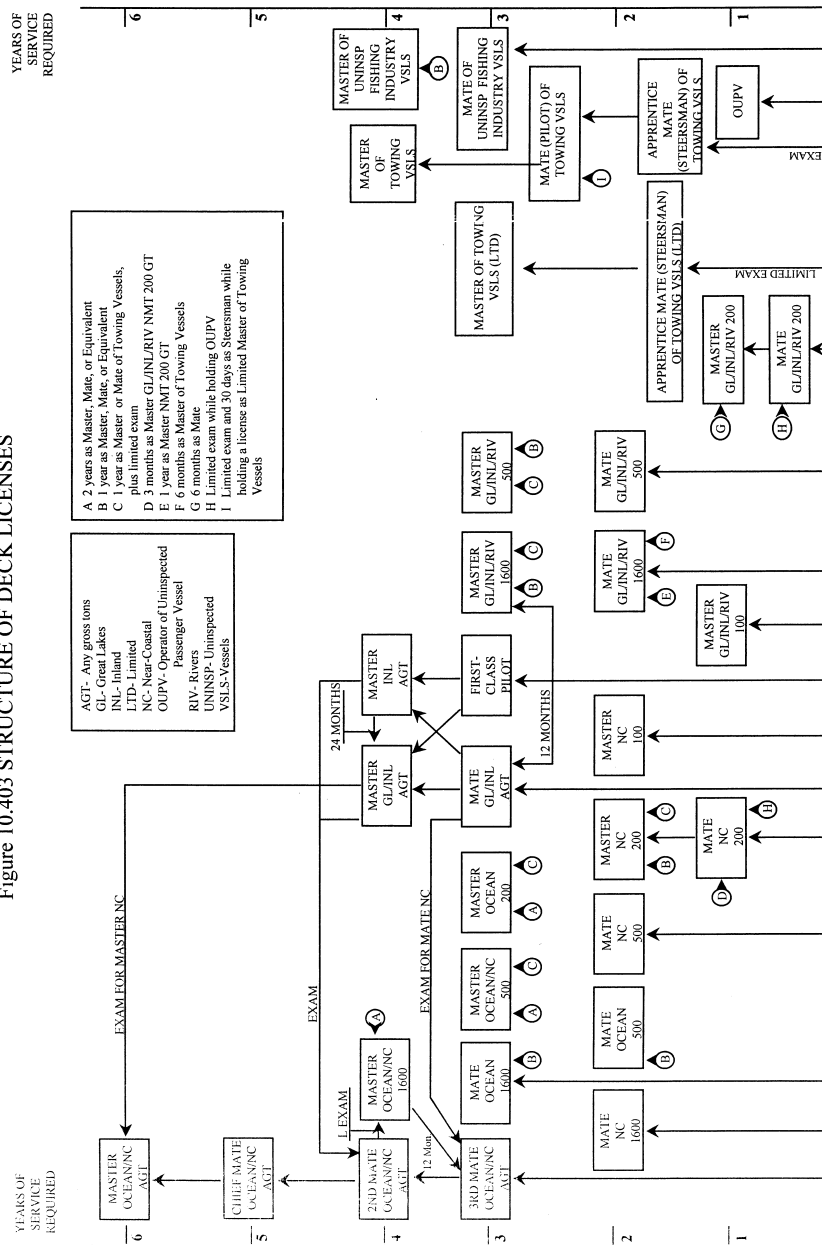 Figure 10.403 STRUCTURE OF DECK LICENSES
YEARS OF
SERVICE
REQUIRED
YEARS OF
SERVICE
REQUIRED
AGT- Any gross tons
GL- Great Lakes
INL- Inland
LTD- Limited
NC- Near-Coastal
OUPV- Operator of Uninspected
Passenger Vessel
RIV- Rivers
UNINSP- Uninspected
VSLS-Vessels
A 2 years as Master, Mate, or Equivalent
B 1 year as Master, Mate, or Equivalent
C 1 year as Master or Mate of Towing Vessels,
plus limited exam
D 3 months as Master GL/INL/RIV NMT 200 GT
E 1 year as Master NMT 200 GT
F 6 months as Master of Towing Vessels
G 6 months as Mate
H Limited exam while holding OUPV
I Limited exam and 30 days as Steersman while
holding a license as Limited Master of Towing
Vessels
6
MASTER
OCEAN/NC
AGT
EXAM FOR MASTER NC
6
5
CHIEF MATE
OCEAN/NC
AGT
EXAM
5
4
2ND MATE
OCEAN/NC
AGT
L EXAM
MASTER
OCEAN/NC
1600
A
MASTER
GL/INL
AGT
24 MONTHS
MASTER
INL
AGT
MASTER
OF
TOWING
VSLS
MASTER OF
UNINSP
FISHING
INDUSTRY
VSLS
B
4
12 Mon
EXAM FOR MATE NC
3
3RD MATE
OCEAN/NC
AGT
MATE
OCEAN
1600
B
MASTER
OCEAN/NC
500
A
C
MASTER
OCEAN
200
A
C
MATE
GL/INL
AGT
FIRST-
CLASS
PILOT
12 MONTHS
MASTER
GL/INL/RIV
1600
B
C
MASTER
GL/INL/RIV
500
C
B
MASTER OF TOWING
VSLS (LTD)
MATE OF
UNINSP FISHING
INDUSTRY VSLS
3
MATE (PILOT) OF
TOWING VSLS
I
2
MATE
NC
1600
MATE
OCEAN
500
B
MATE
NC
500
MASTER
NC
200
B
C
MASTER
NC
100
MATE
GL/INL/RIV
1600
E
F
MATE
GL/INL/RIV
500
APPRENTICE MATE (STEERSMAN)
OF TOWING VSLS (LTD)
LIMITED EXAM
APPRENTICE
MATE
(STEERSMAN) OF
TOWING VSLS
EXAM
2
1
MATE
NC
200
D
H
MASTER
GL/INL/RIV
100
MASTER
GL/INL/RIV 200
G
MATE
GL/INL/RIV 200
H
OUPV
1